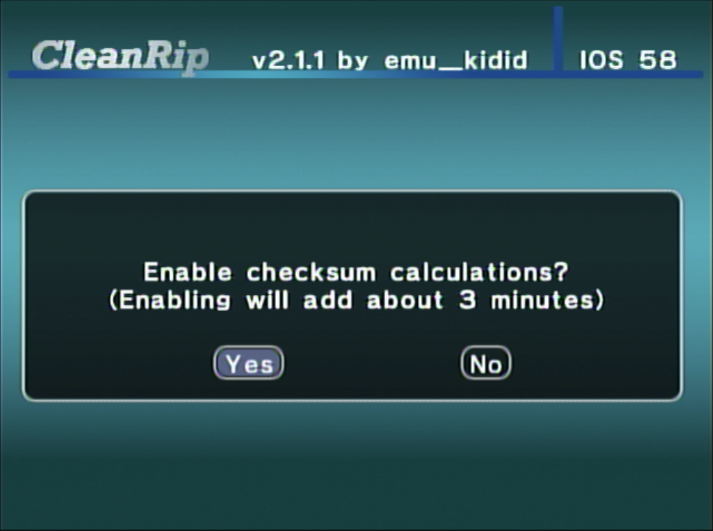 CleanRip v2.1.1 by emu_kidid IOS 58
Enable checksum calculations?
(Enabling will add about 3 minutes)
Yes No